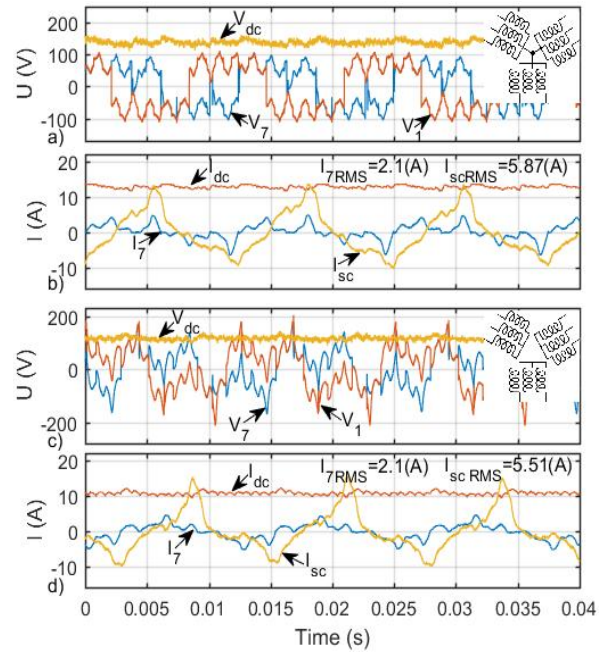 200
100
0
-100
U (V)
V dc
V 7
V 1
a)
20
10
0
-10
I (A)
I dc
I 7RMS =2.1(A)
I scRMS =5.87(A)
I 7
I sc
b)
200
0
-200
U (V)
V dc
V 7
V 1
c)
20
10
0
-10
I (A)
I dc
I 7RMS =2.1(A)
I sc RMS =5.51(A)
I 7
I sc
d)
0 0.005 0.01 0.015 0.02 0.025 0.03 0.035 0.04
Time (s)